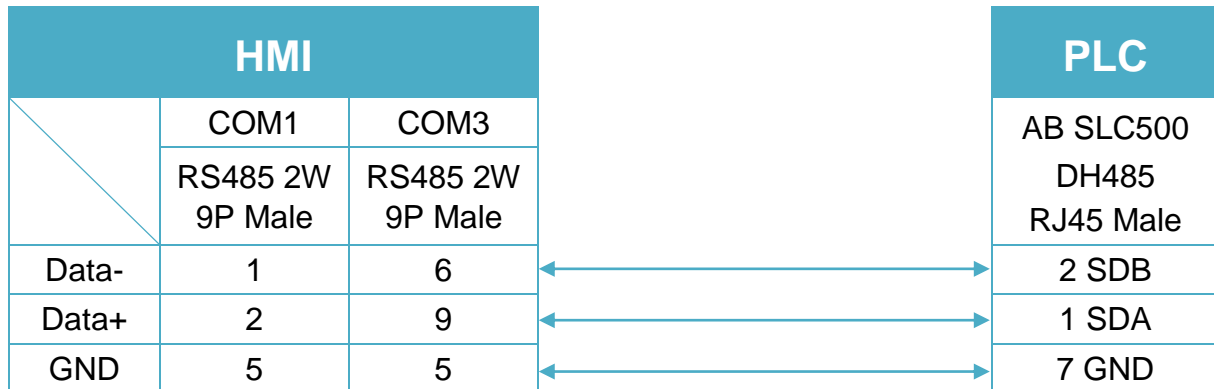 HMI PLC
COM1 COM3 AB SLC500
RS485 2W RS485 2W DH485
9P Male 9P Male RJ45 Male
Data- 1 6 2 SDB
Data+ 2 9 1 SDA
GND 5 5 7 GND